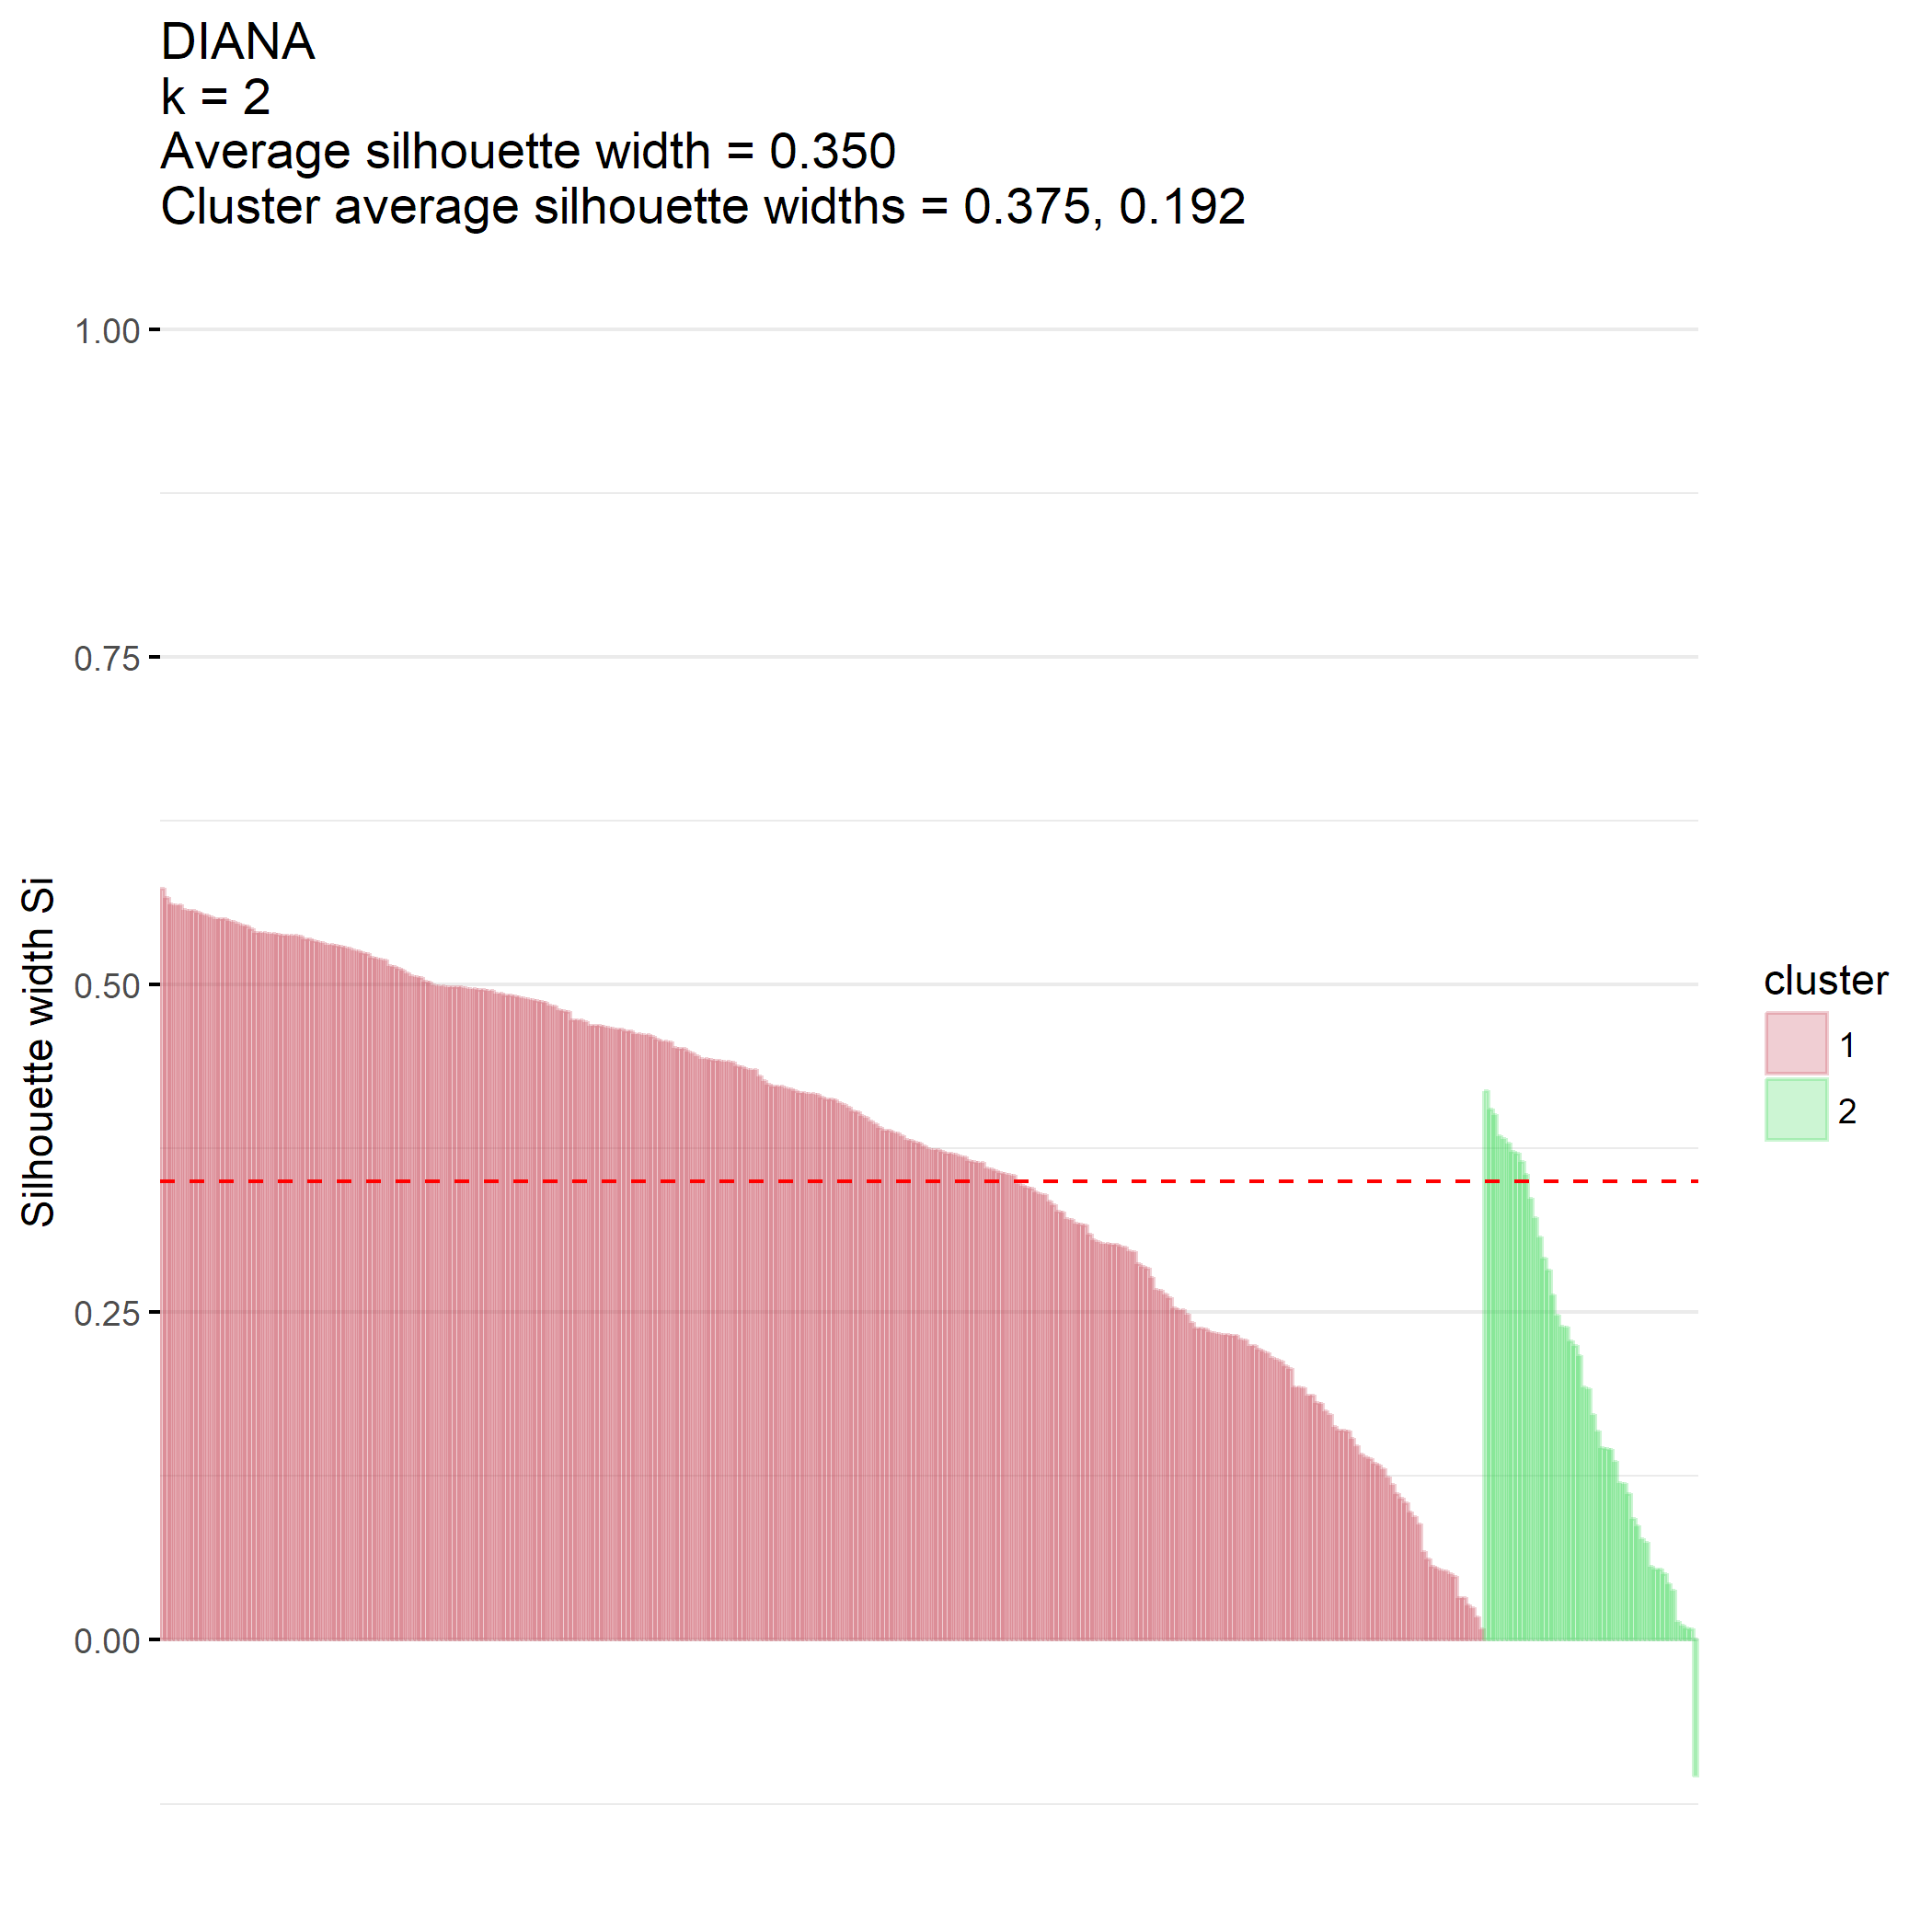 DIANA
k = 2
Average silhouette width = 0.350
Cluster average silhouette widths = 0.375, 0.192
1.00
0.75
0.50
0.25
0.00
Silhouette width Si
cluster
1
2